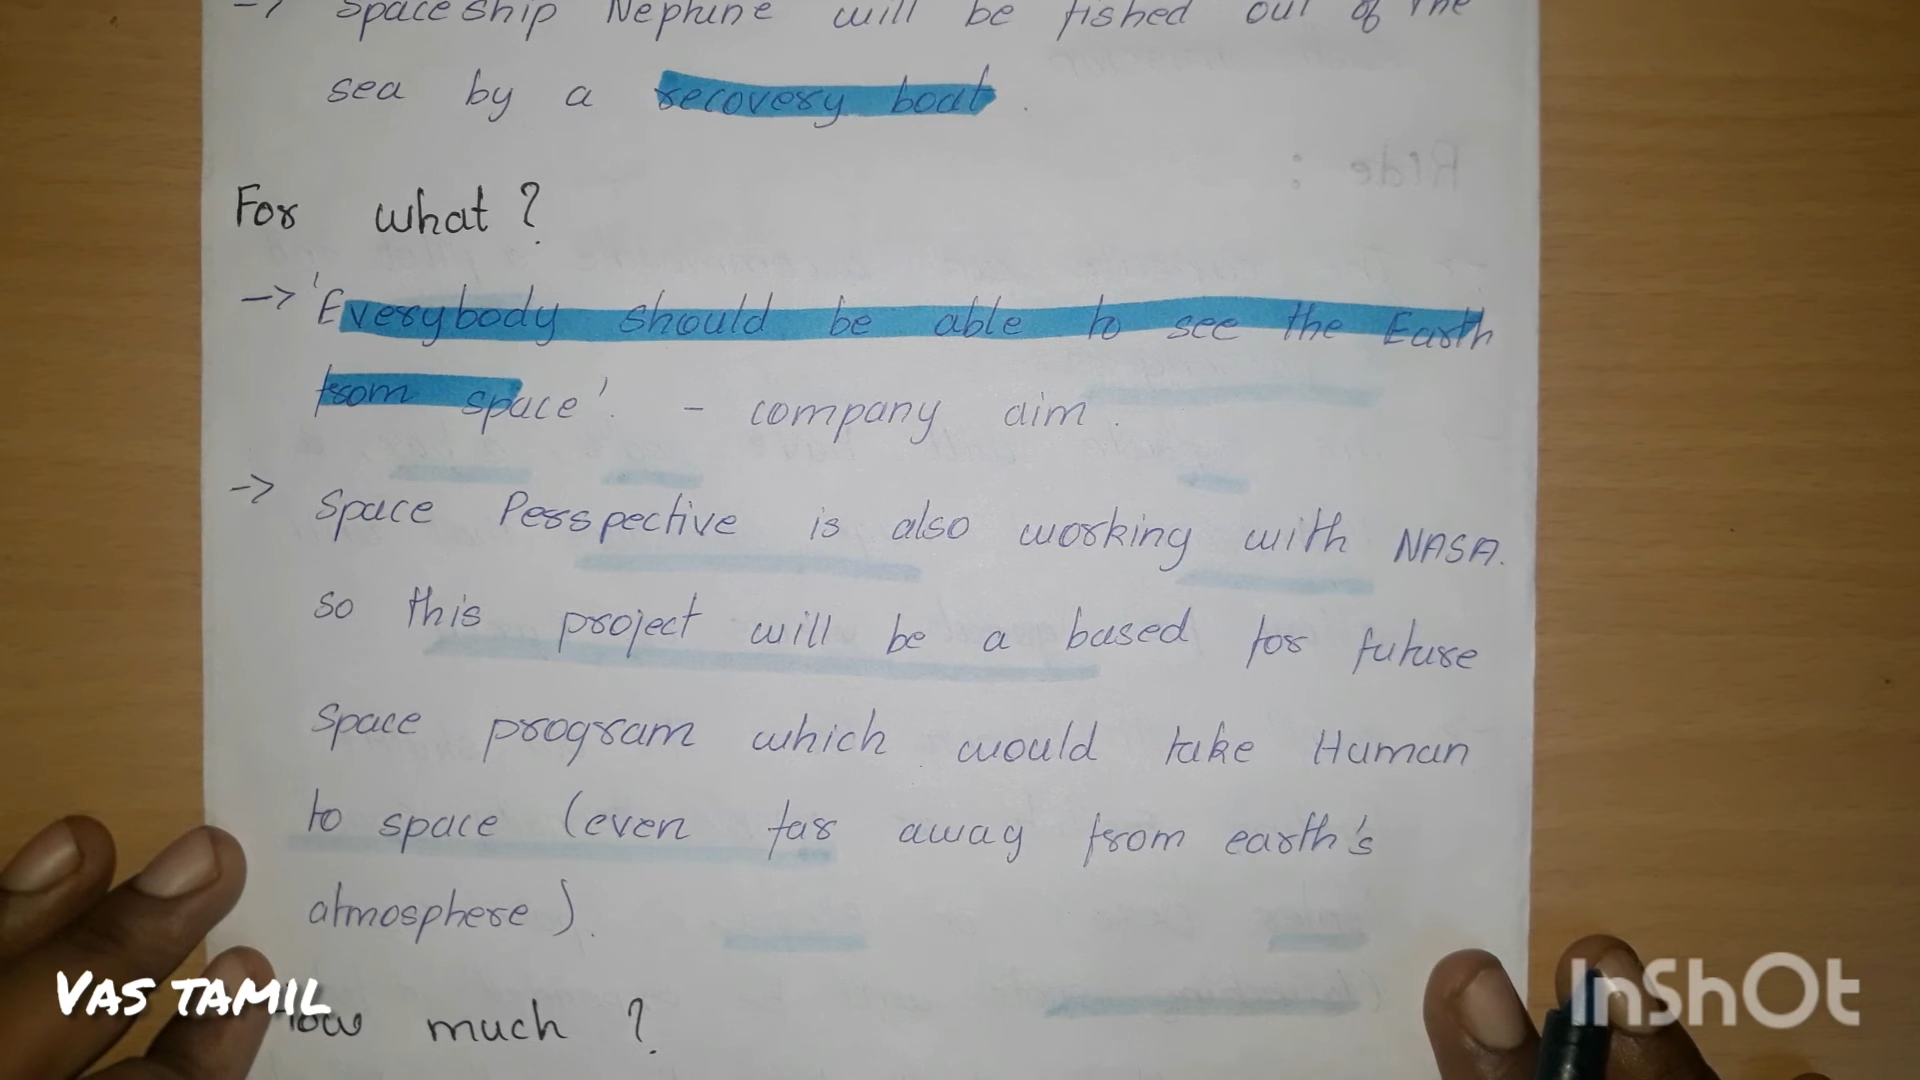 -> Spaceship Neptune will be fished out of the
sea by a recovery boat.
For what?
-> 'Everybody should be able to see the Earth
from space'. - company aim.
-> Space Perspective is also working with NASA.
so this project will be a based for future
space program which would take Human
to space (even far away from earth's
atmosphere).
How much?
VAS TAMIL
InShOt